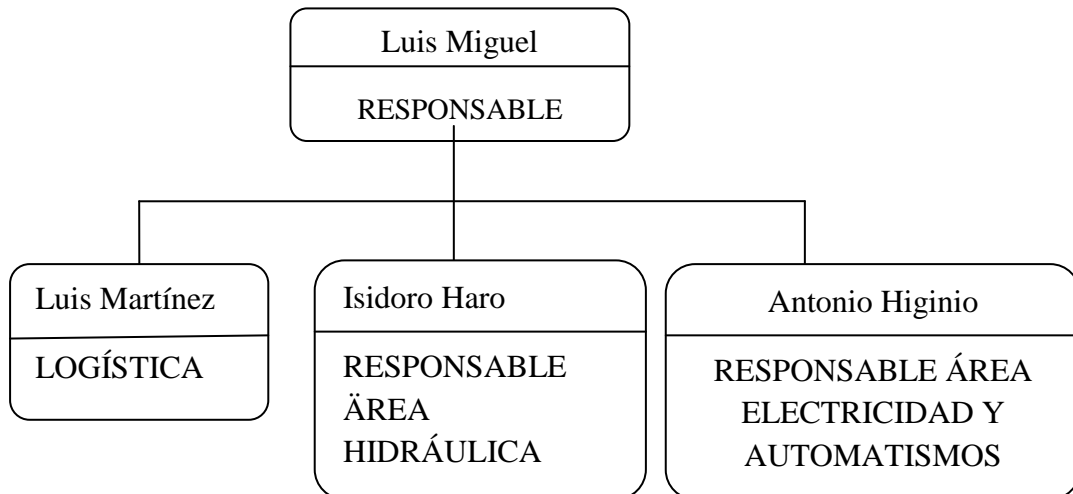 Luis Miguel
RESPONSABLE
Luis Martínez
LOGÍSTICA
Isidoro Haro
RESPONSABLE
ÄREA
HIDRÁULICA
Antonio Higinio
RESPONSABLE ÁREA
ELECTRICIDAD Y
AUTOMATISMOS